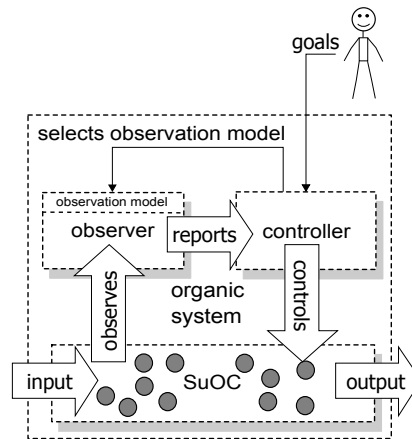 goals
selects observation model
observation model
observer
reports
controller
observes
organic
system
controls
input
SuOC
output